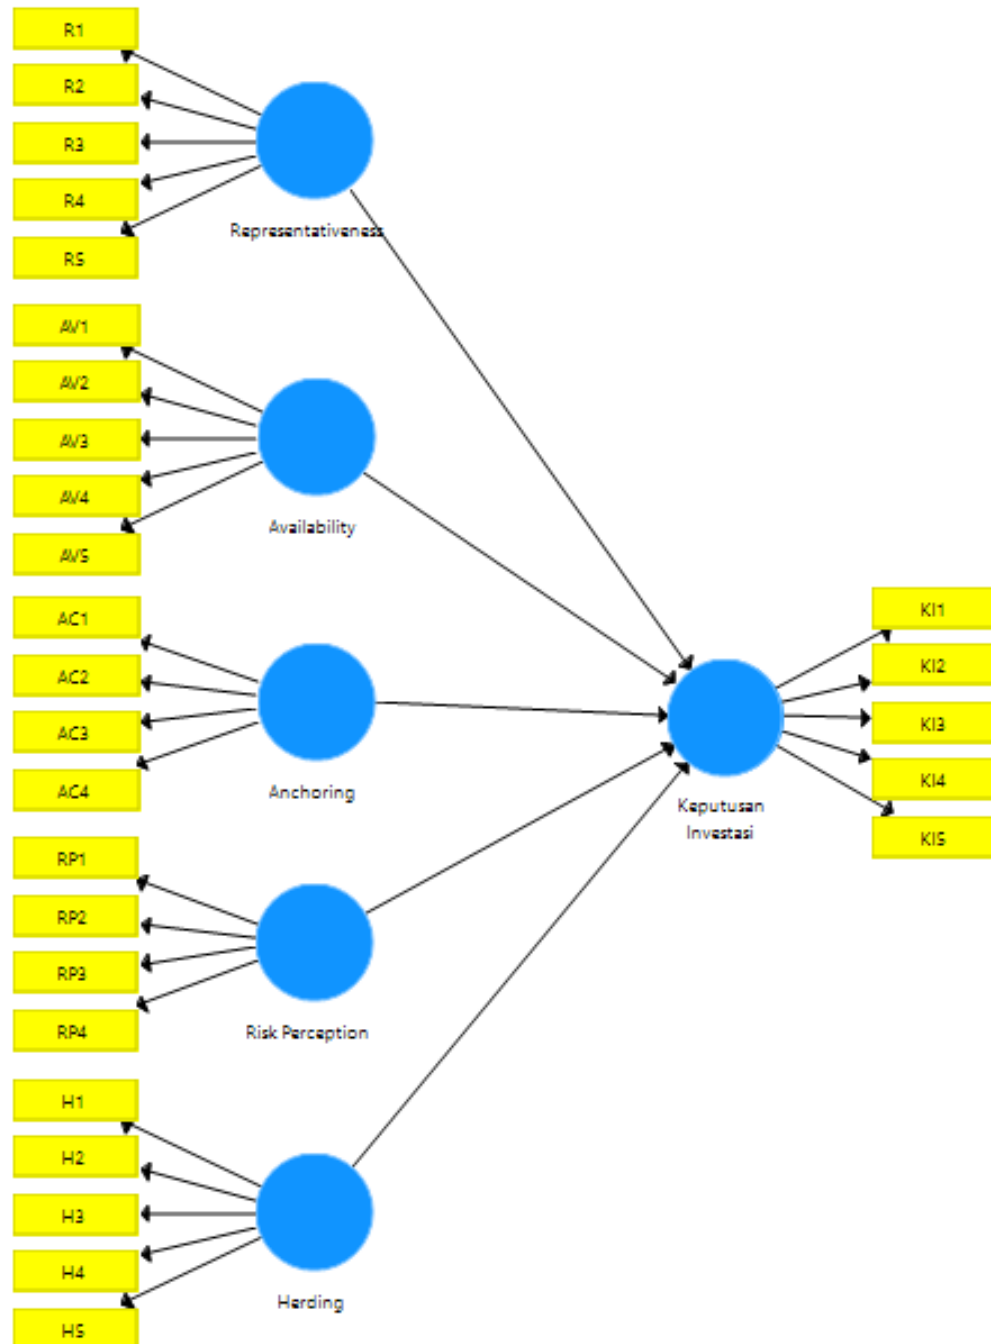 R1
R2
R3
R4
R5
Representativeness
AV1
AV2
AV3
AV4
AV5
Availability
AC1
AC2
AC3
AC4
Anchoring
RP1
RP2
RP3
RP4
Risk Perception
H1
H2
H3
H4
H5
Herding
Keputusan
Investasi
KI1
KI2
KI3
KI4
KI5